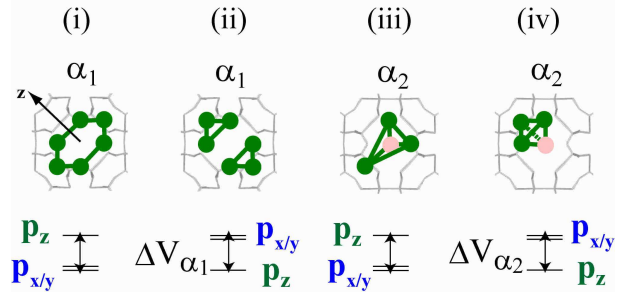 (i) (ii) (iii) (iv)
α1 α1 α2 α2
z
pz px/y pz px/y
px/y ΔVα1 pz px/y ΔVα2 pz